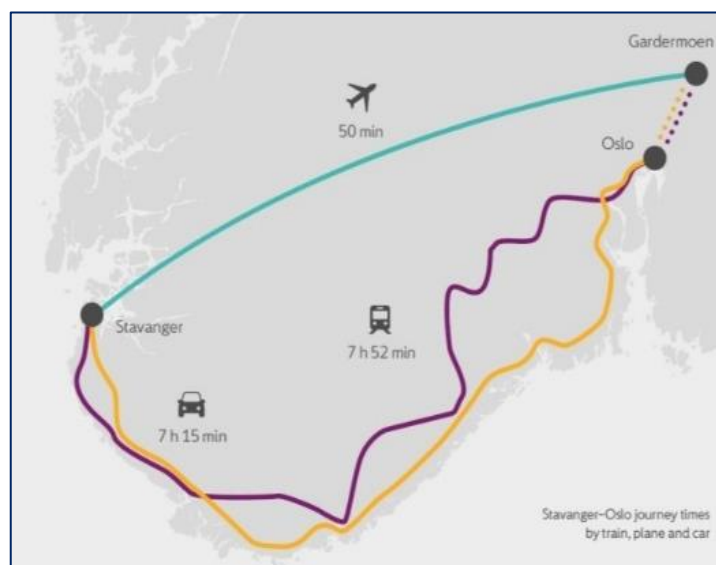 Gardermoen
50 min
Oslo
Stavanger
7 h 52 min
7 h 15 min
Stavanger–Oslo journey times
by train, plane and car